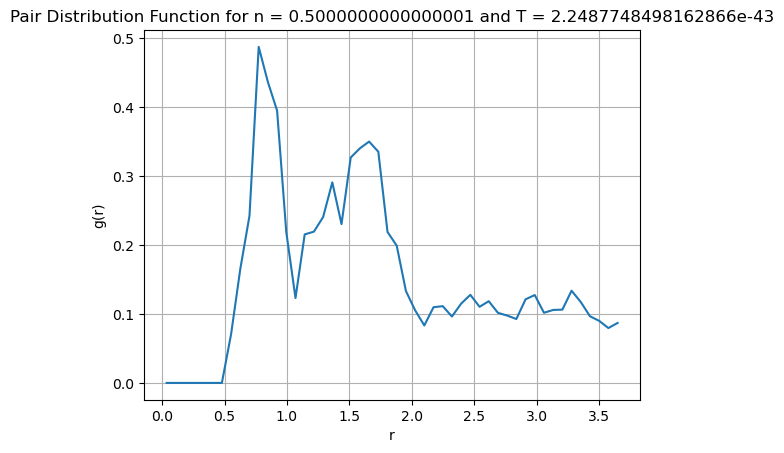 Pair Distribution Function for n = 0.5000000000000001 and T = 2.2487748498162866e-43
0.5
0.4
0.3
0.2
0.1
0.0
g(r)
0.0 0.5 1.0 1.5 2.0 2.5 3.0 3.5
r